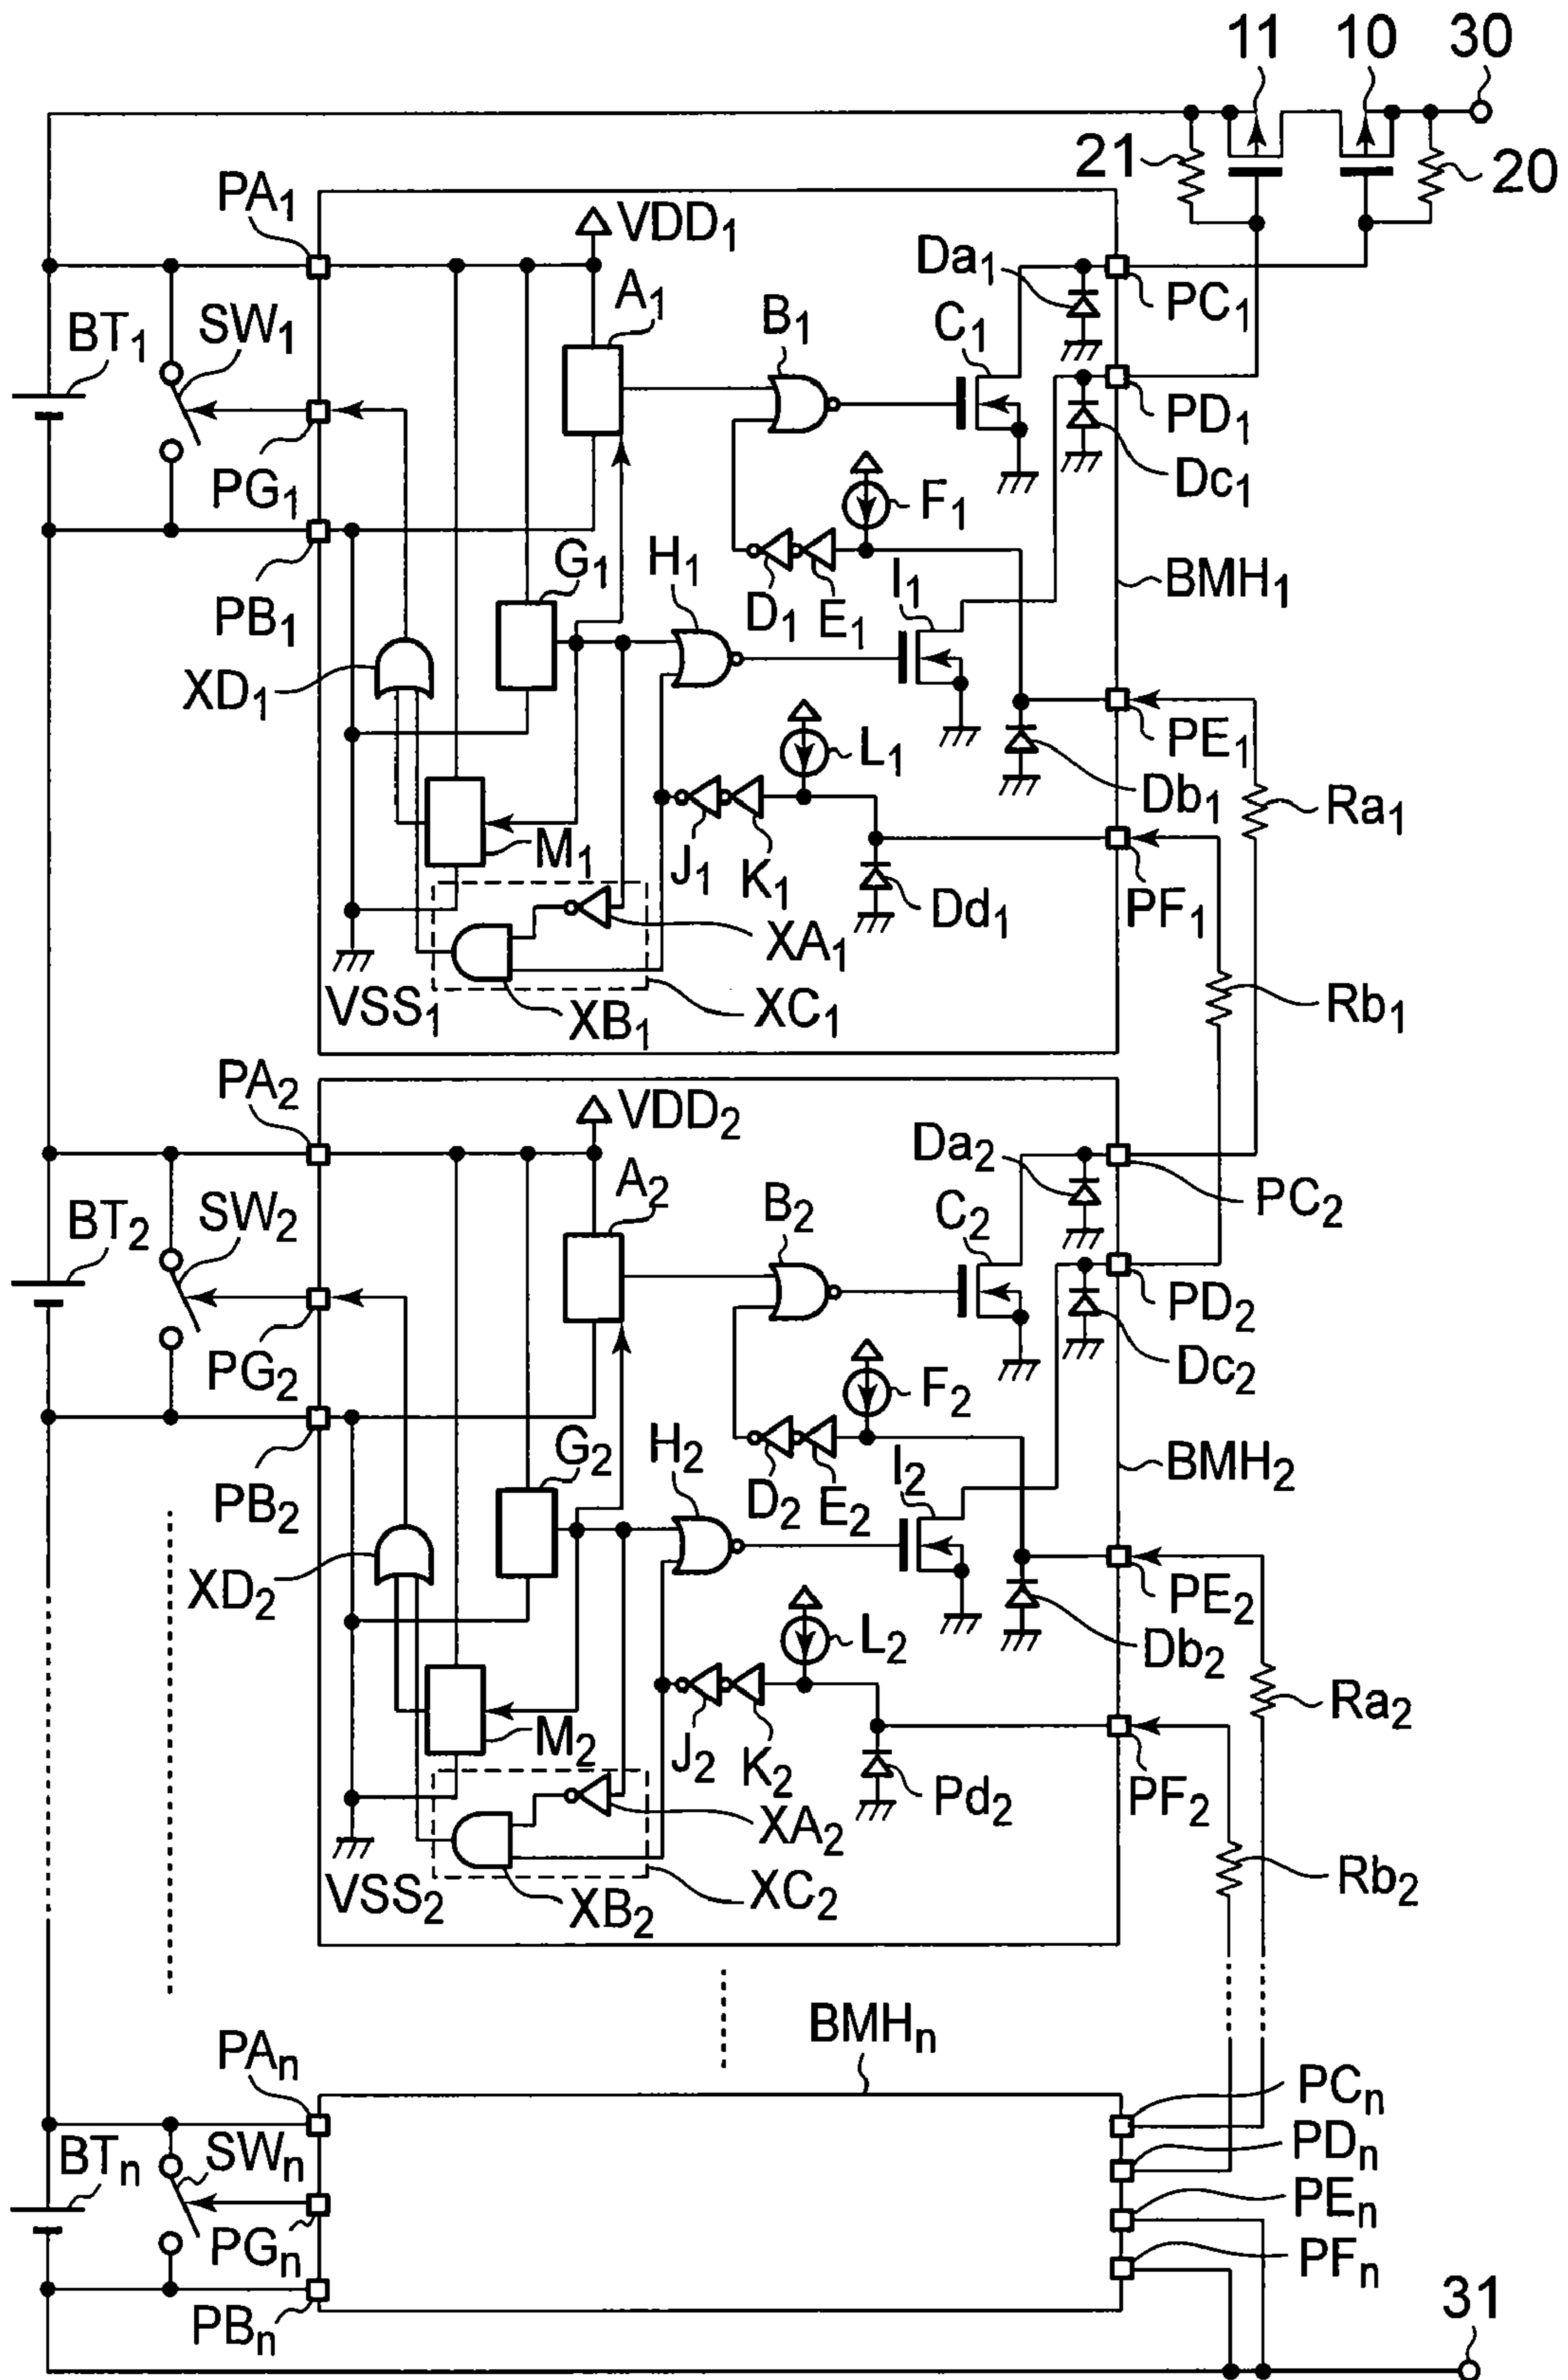 11 10 30
21 20
PA1
VDD1
A1
Da1
PC1
BT1
SW1
B1
C1
PD1
PG1
F1
Dc1
PB1
G1
H1
D1
E1
I1
BMH1
XD1
L1
PE1
Db1
Ra1
M1
J1
K1
Dd1
PF1
XA1
VSS1
XB1
XC1
Rb1
PA2
VDD2
A2
Da2
PC2
BT2
SW2
B2
C2
PD2
PG2
F2
Dc2
PB2
G2
H2
D2
E2
I2
BMH2
XD2
L2
PE2
Db2
Ra2
M2
J2
K2
Pd2
PF2
XA2
VSS2
XB2
XC2
Rb2
BMHn
PAn
PCn
BTn
SWn
PDn
PEn
PGn
PFn
PBn
31